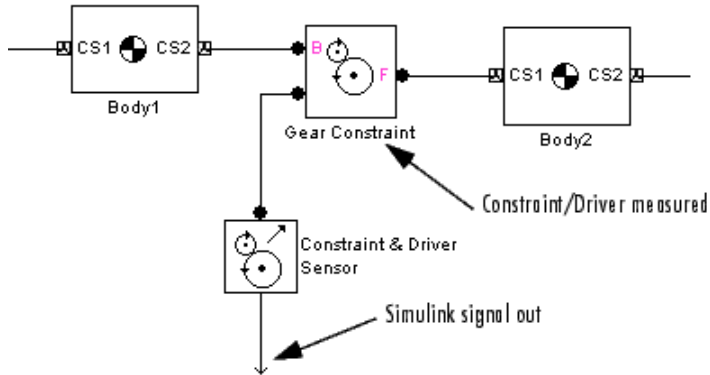 CS1 CS2
Body1
B
F
Gear Constraint
CS1 CS2
Body2
Constraint/Driver measured
Constraint & Driver
Sensor
Simulink signal out